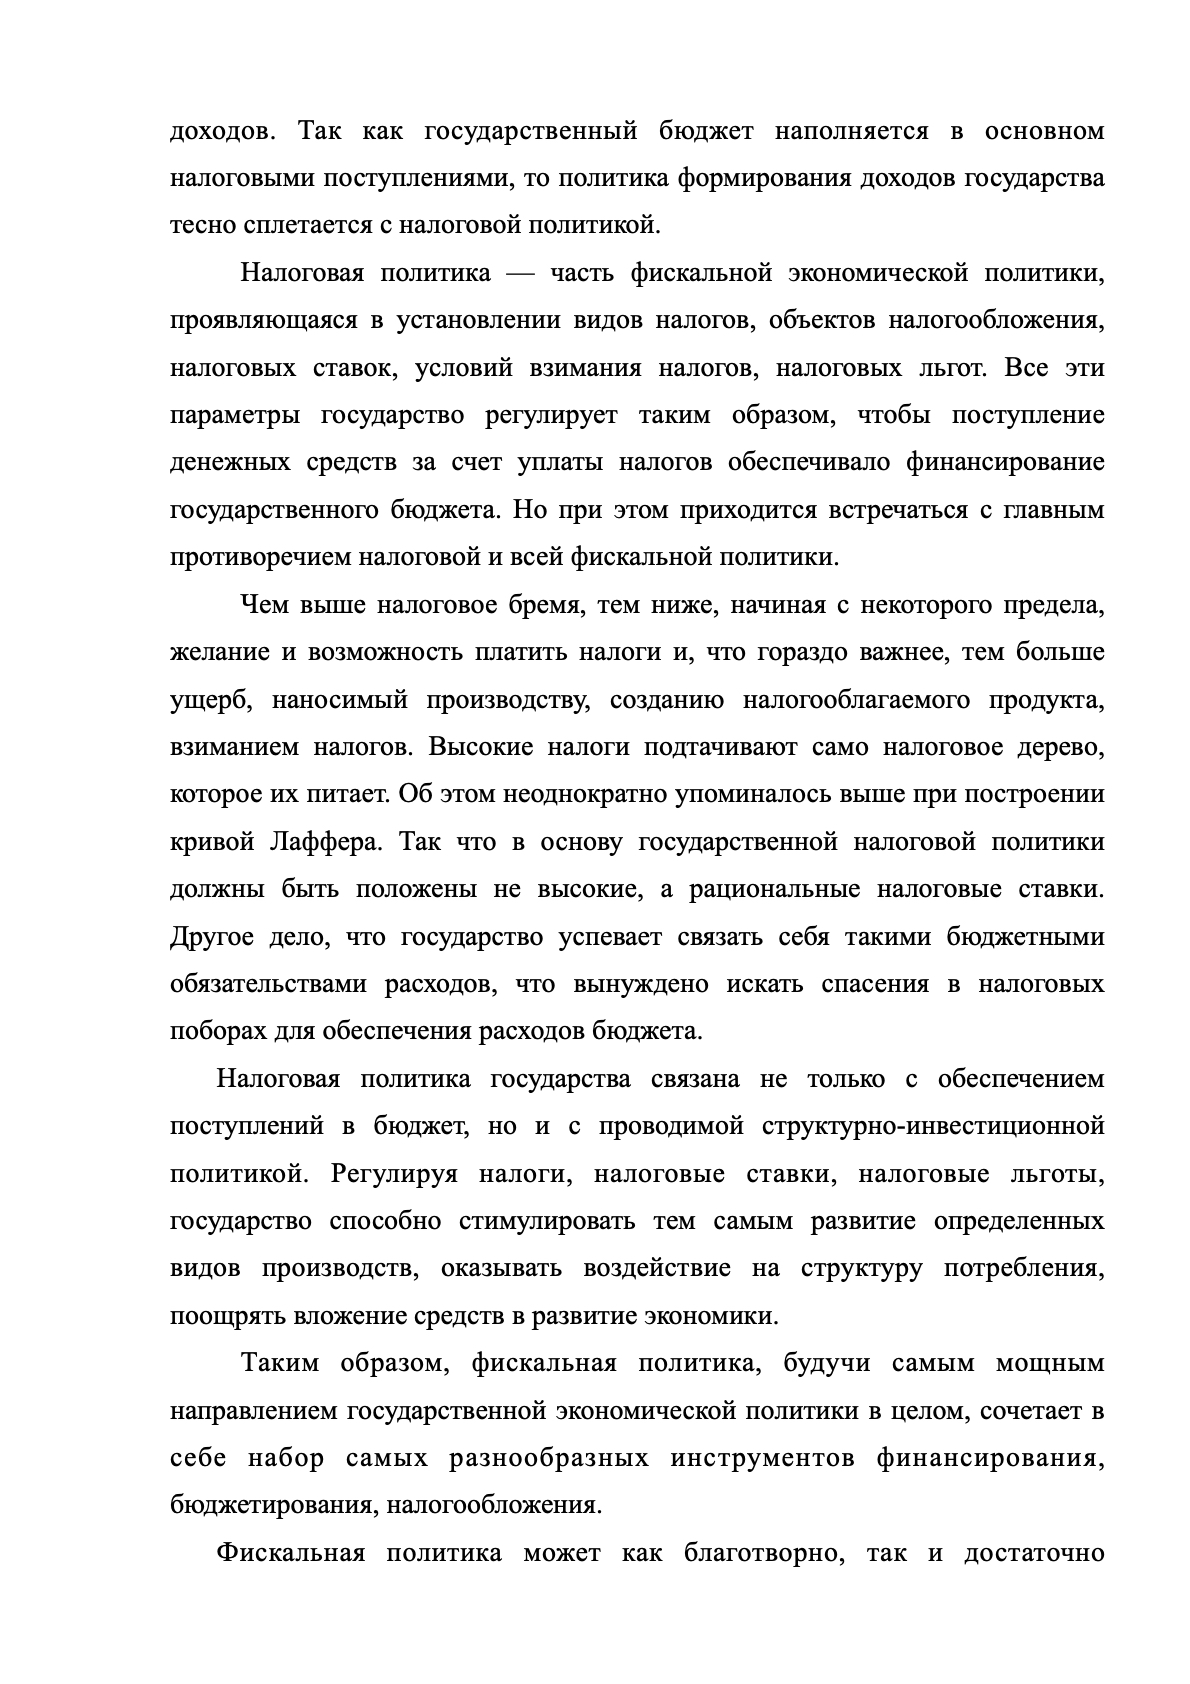 доходов. Так как государственный бюджет наполняется в основном
налоговыми поступлениями, то политика формирования доходов государства
тесно сплетается с налоговой политикой.
Налоговая политика — часть фискальной экономической политики,
проявляющаяся в установлении видов налогов, объектов налогообложения,
налоговых ставок, условий взимания налогов, налоговых льгот. Все эти
параметры государство регулирует таким образом, чтобы поступление
денежных средств за счет уплаты налогов обеспечивало финансирование
государственного бюджета. Но при этом приходится встречаться с главным
противоречием налоговой и всей фискальной политики.
Чем выше налоговое бремя, тем ниже, начиная с некоторого предела,
желание и возможность платить налоги и, что гораздо важнее, тем больше
ущерб, наносимый производству, созданию налогооблагаемого продукта,
взиманием налогов. Высокие налоги подтачивают само налоговое дерево,
которое их питает. Об этом неоднократно упоминалось выше при построении
кривой Лаффера. Так что в основу государственной налоговой политики
должны быть положены не высокие, а рациональные налоговые ставки.
Другое дело, что государство успевает связать себя такими бюджетными
обязательствами расходов, что вынуждено искать спасения в налоговых
поборах для обеспечения расходов бюджета.
Налоговая политика государства связана не только с обеспечением
поступлений в бюджет, но и с проводимой структурно-инвестиционной
политикой. Регулируя налоги, налоговые ставки, налоговые льготы,
государство способно стимулировать тем самым развитие определенных
видов производств, оказывать воздействие на структуру потребления,
поощрять вложение средств в развитие экономики.
Таким образом, фискальная политика, будучи самым мощным
направлением государственной экономической политики в целом, сочетает в
себе набор самых разнообразных инструментов финансирования,
бюджетирования, налогообложения.
Фискальная политика может как благотворно, так и достаточно